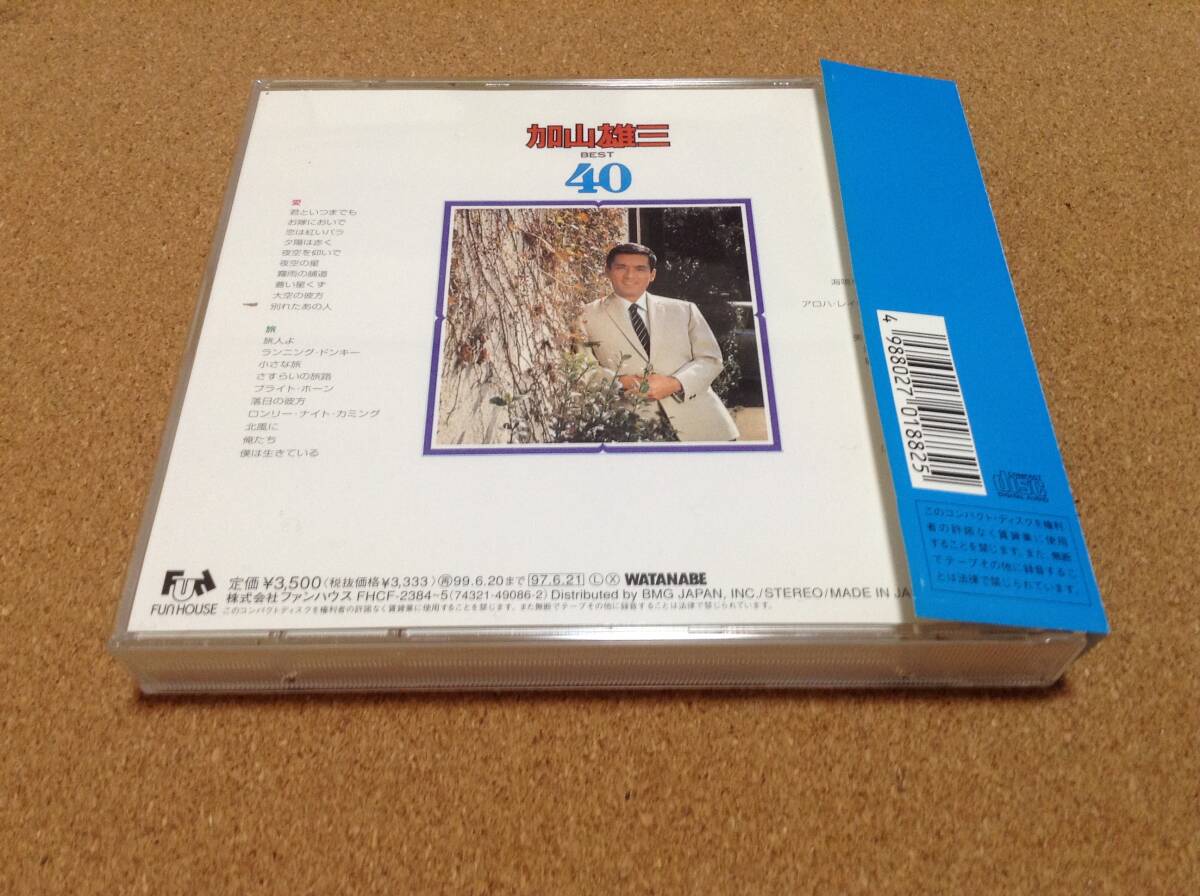 加山雄三
BEST
40
愛
君といつまでも
お嫁においで
恋は紅いバラ
夕陽は赤く
夜空を仰いで
夜空の星
霧雨の舗道
蒼い星くず
大空の彼方
別れたあの人
旅
旅人よ
ランニング・ドンキー
小さな旅
さすらいの旅路
ブライト・ホーン
落日の彼方
ロンリー・ナイト・カミング
北風に
俺たち
僕は生きている
アロハ・レイ
4 988027 018825
COMPACT
disc
DIGITAL AUDIO
このコンパクト・ディスクを権利
者の許諾なく賃貸業に使用
することを禁じます。また、無断
でテープその他に録音するこ
とは法律で禁じられています。
FUN
FUN HOUSE
定価¥3,500(税抜価格¥3,333)再99.6.20まで 97.6.21 Ⓛ Ⓧ WATANABE
株式会社ファンハウス FHCF-2384~5(74321-49086-2) Distributed by BMG JAPAN, INC./STEREO/MADE IN JA
このコンパクトディスクを権利者の許諾なく賃貸業に使用することを禁じます。また無断でテープその他に録音することは法律で禁じられています。